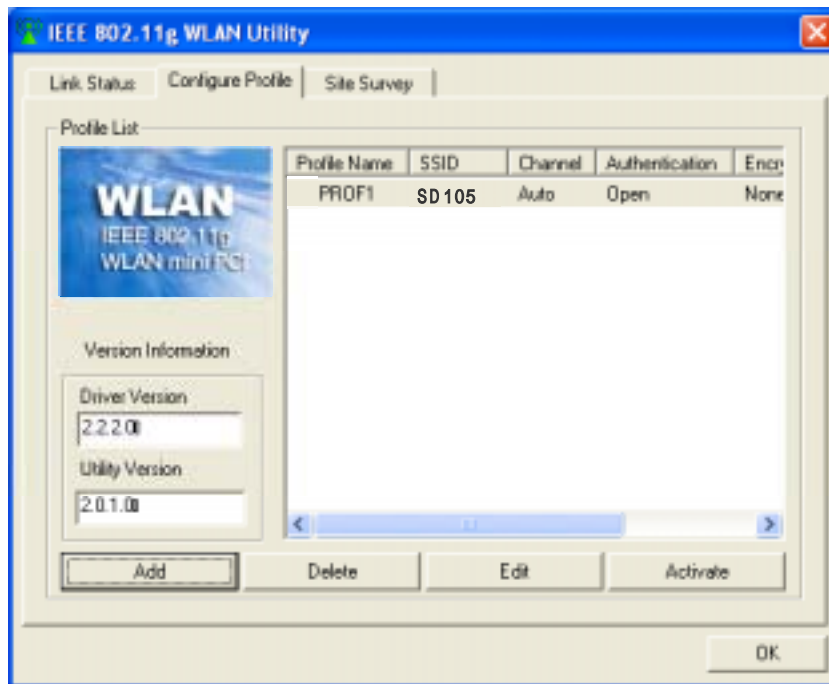 IEEE 802.11g WLAN Utility
Link Status Configure Profile Site Survey
Profile List
WLAN
IEEE 802.11g
WLAN mini PCI
Profile Name SSID Channel Authentication Encry
PROF1 SD105 Auto Open None
Version Information
Driver Version
2.2.2.0
Utility Version
2.0.1.0
Add Delete Edit Activate
OK